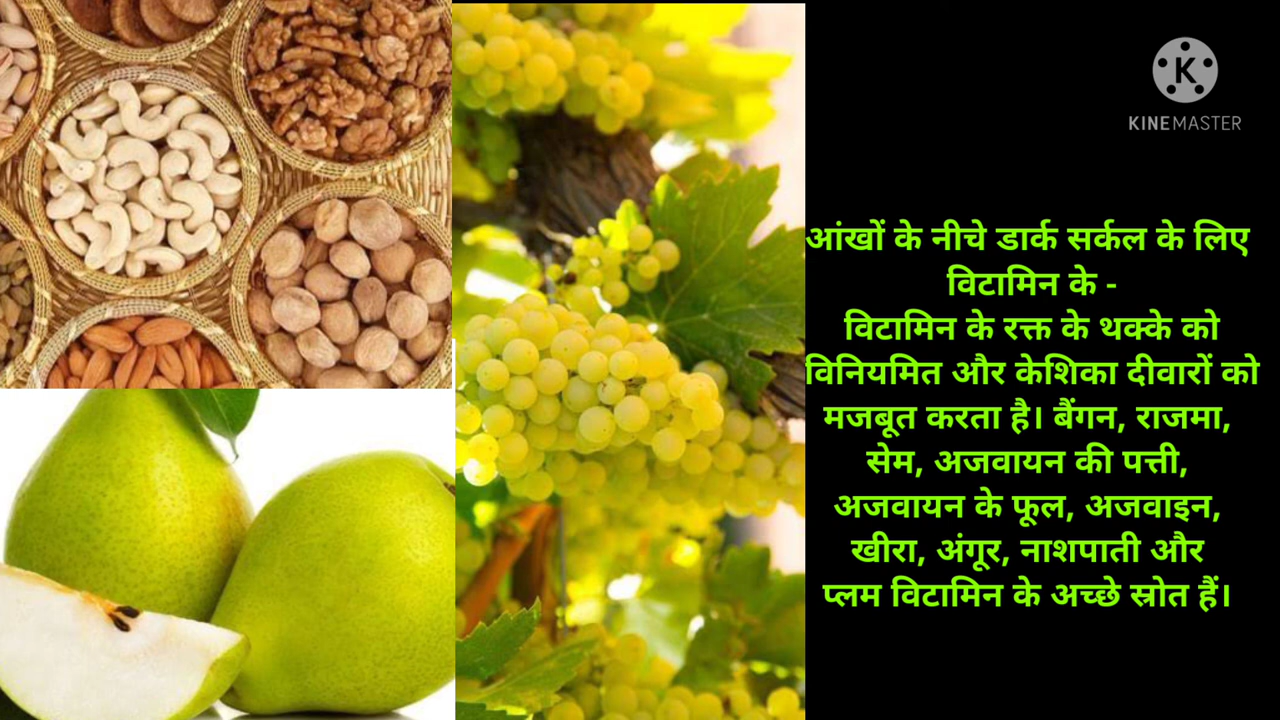 KINEMASTER
आंखों के नीचे डार्क सर्कल के लिए
विटामिन के -
विटामिन के रक्त के थक्के को
विनियमित और केशिका दीवारों को
मजबूत करता है। बैंगन, राजमा,
सेम, अजवायन की पत्ती,
अजवायन के फूल, अजवाइन,
खीरा, अंगूर, नाशपाती और
प्लम विटामिन के अच्छे स्रोत हैं।